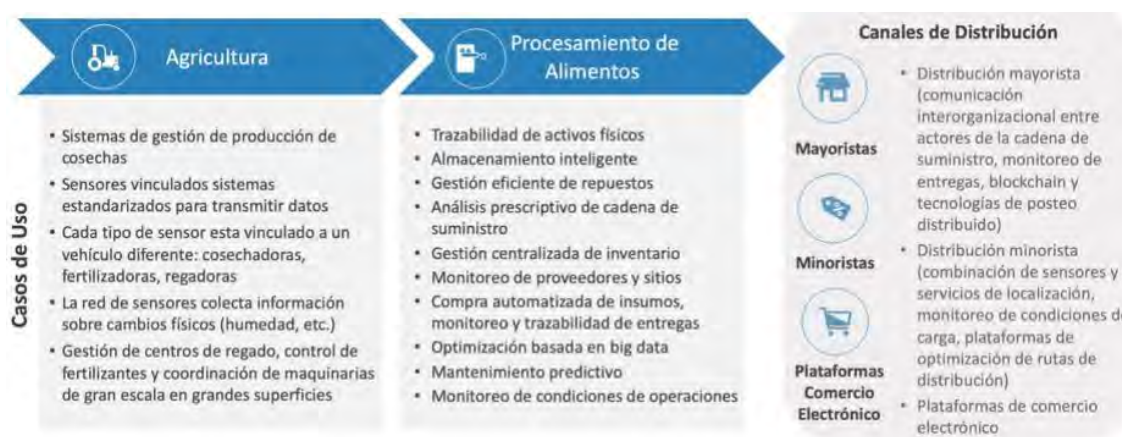 Agricultura
Procesamiento de
Alimentos
Canales de Distribución
Casos de Uso
• Sistemas de gestión de producción de
cosechas
• Sensores vinculados sistemas
estandarizados para transmitir datos
• Cada tipo de sensor esta vinculado a un
vehículo diferente: cosechadoras,
fertilizadoras, regadoras
• La red de sensores colecta información
sobre cambios físicos (humedad, etc.)
• Gestión de centros de regado, control de
fertilizantes y coordinación de maquinarias
de gran escala en grandes superficies
• Trazabilidad de activos físicos
• Almacenamiento inteligente
• Gestión eficiente de repuestos
• Análisis prescriptivo de cadena de
suministro
• Gestión centralizada de inventario
• Monitoreo de proveedores y sitios
• Compra automatizada de insumos,
monitoreo y trazabilidad de entregas
• Optimización basada en big data
• Mantenimiento predictivo
• Monitoreo de condiciones de operaciones
Mayoristas
Minoristas
Plataformas
Comercio
Electrónico
• Distribución mayorista
(comunicación
interorganizacional entre
actores de la cadena de
suministro, monitoreo de
entregas, blockchain y
tecnologías de posteo
distribuido)
• Distribución minorista
(combinación de sensores y
servicios de localización,
monitoreo de condiciones d
carga, plataformas de
optimización de rutas de
distribución)
• Plataformas de comercio
electrónico